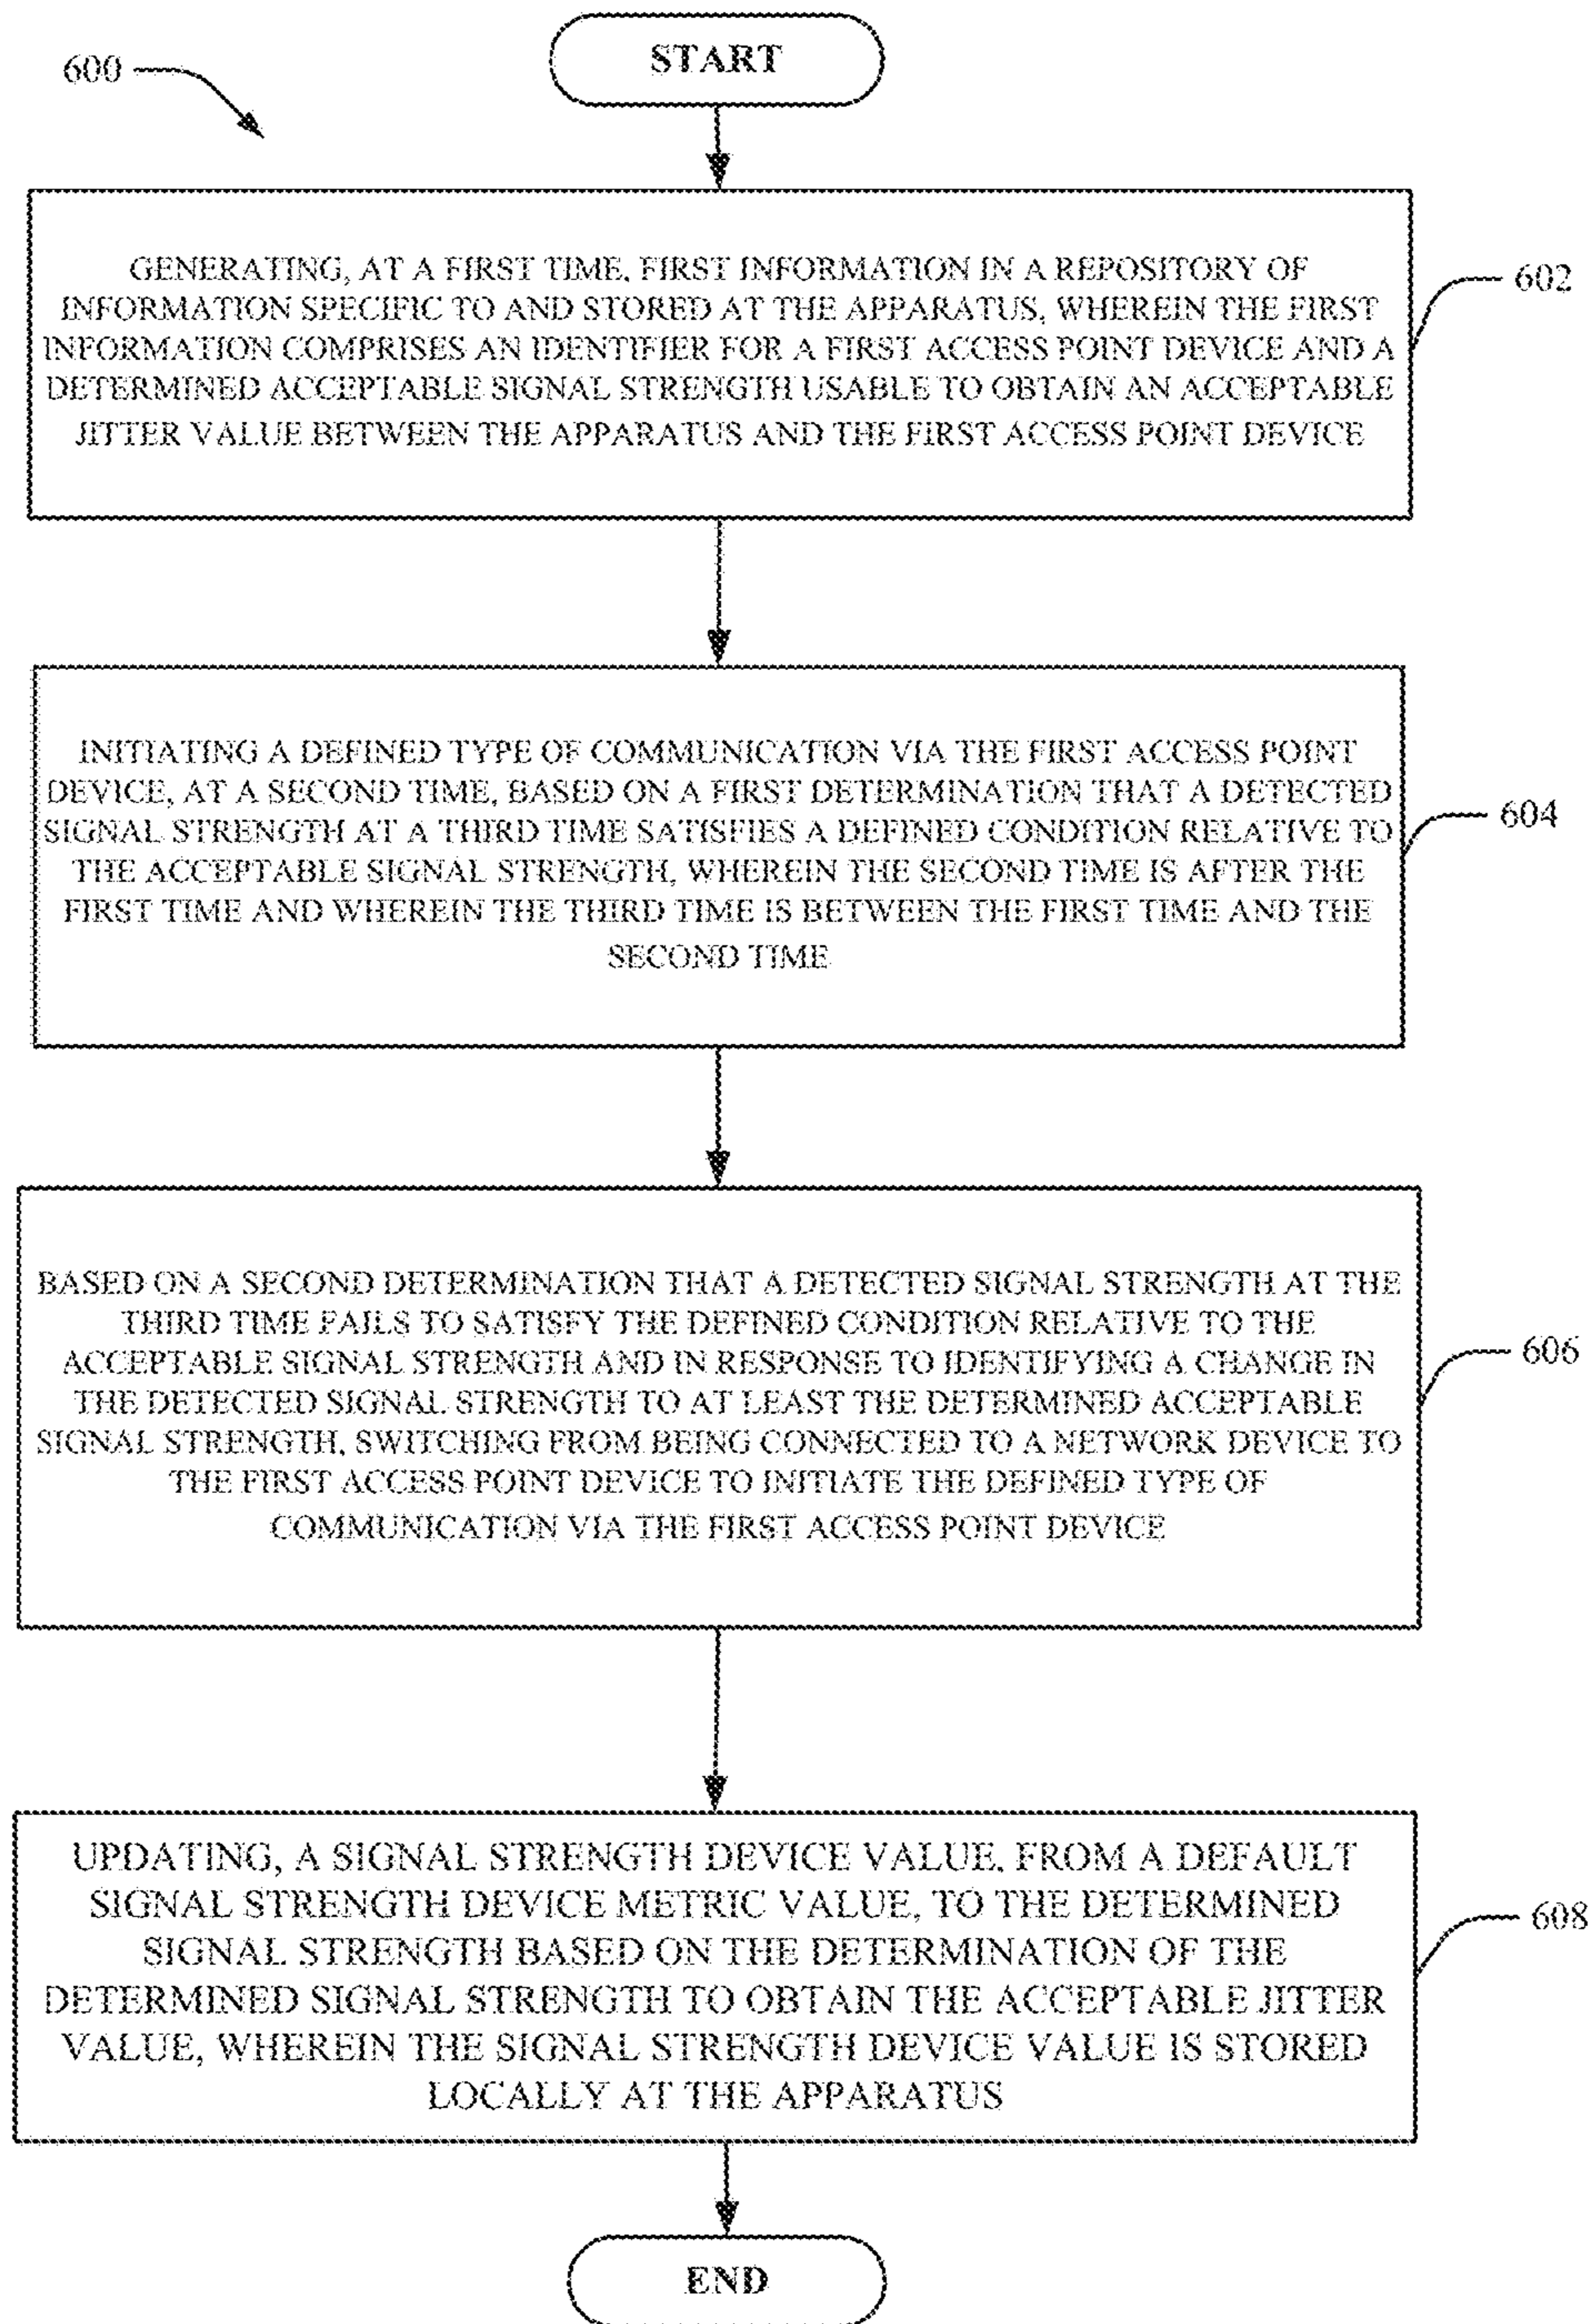 600
START
GENERATING, AT A FIRST TIME, FIRST INFORMATION IN A REPOSITORY OF
INFORMATION SPECIFIC TO AND STORED AT THE APPARATUS, WHEREIN THE FIRST
INFORMATION COMPRISES AN IDENTIFIER FOR A FIRST ACCESS POINT DEVICE AND A
DETERMINED ACCEPTABLE SIGNAL STRENGTH USABLE TO OBTAIN AN ACCEPTABLE
JITTER VALUE BETWEEN THE APPARATUS AND THE FIRST ACCESS POINT DEVICE
602
INITIATING A DEFINED TYPE OF COMMUNICATION VIA THE FIRST ACCESS POINT
DEVICE, AT A SECOND TIME, BASED ON A FIRST DETERMINATION THAT A DETECTED
SIGNAL STRENGTH AT A THIRD TIME SATISFIES A DEFINED CONDITION RELATIVE TO
THE ACCEPTABLE SIGNAL STRENGTH, WHEREIN THE SECOND TIME IS AFTER THE
FIRST TIME AND WHEREIN THE THIRD TIME IS BETWEEN THE FIRST TIME AND THE
SECOND TIME
604
BASED ON A SECOND DETERMINATION THAT A DETECTED SIGNAL STRENGTH AT THE
THIRD TIME FAILS TO SATISFY THE DEFINED CONDITION RELATIVE TO THE
ACCEPTABLE SIGNAL STRENGTH AND IN RESPONSE TO IDENTIFYING A CHANGE IN
THE DETECTED SIGNAL STRENGTH TO AT LEAST THE DETERMINED ACCEPTABLE
SIGNAL STRENGTH, SWITCHING FROM BEING CONNECTED TO A NETWORK DEVICE TO
THE FIRST ACCESS POINT DEVICE TO INITIATE THE DEFINED TYPE OF
COMMUNICATION VIA THE FIRST ACCESS POINT DEVICE
606
UPDATING, A SIGNAL STRENGTH DEVICE VALUE, FROM A DEFAULT
SIGNAL STRENGTH DEVICE METRIC VALUE, TO THE DETERMINED
SIGNAL STRENGTH BASED ON THE DETERMINATION OF THE
DETERMINED SIGNAL STRENGTH TO OBTAIN THE ACCEPTABLE JITTER
VALUE, WHEREIN THE SIGNAL STRENGTH DEVICE VALUE IS STORED
LOCALLY AT THE APPARATUS
608
END